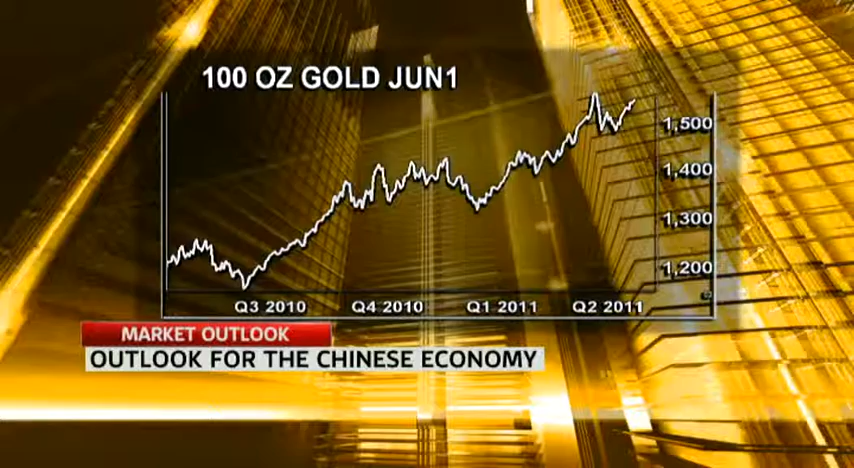 100 OZ GOLD JUN1
1,500
1,400
1,300
1,200
Q3 2010 Q4 2010 Q1 2011 Q2 2011
MARKET OUTLOOK
OUTLOOK FOR THE CHINESE ECONOMY